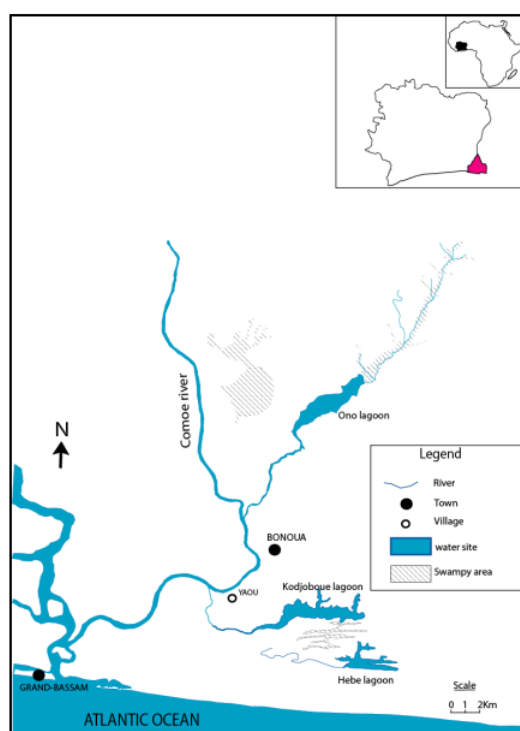 Comoe river
Ono lagoon
N
Legend
River
Town
Village
water site
Swampy area
BONOUA
YAOU
Kodjoboue lagoon
Hebe lagoon
GRAND-BASSAM
Scale
0 1 2Km
ATLANTIC OCEAN